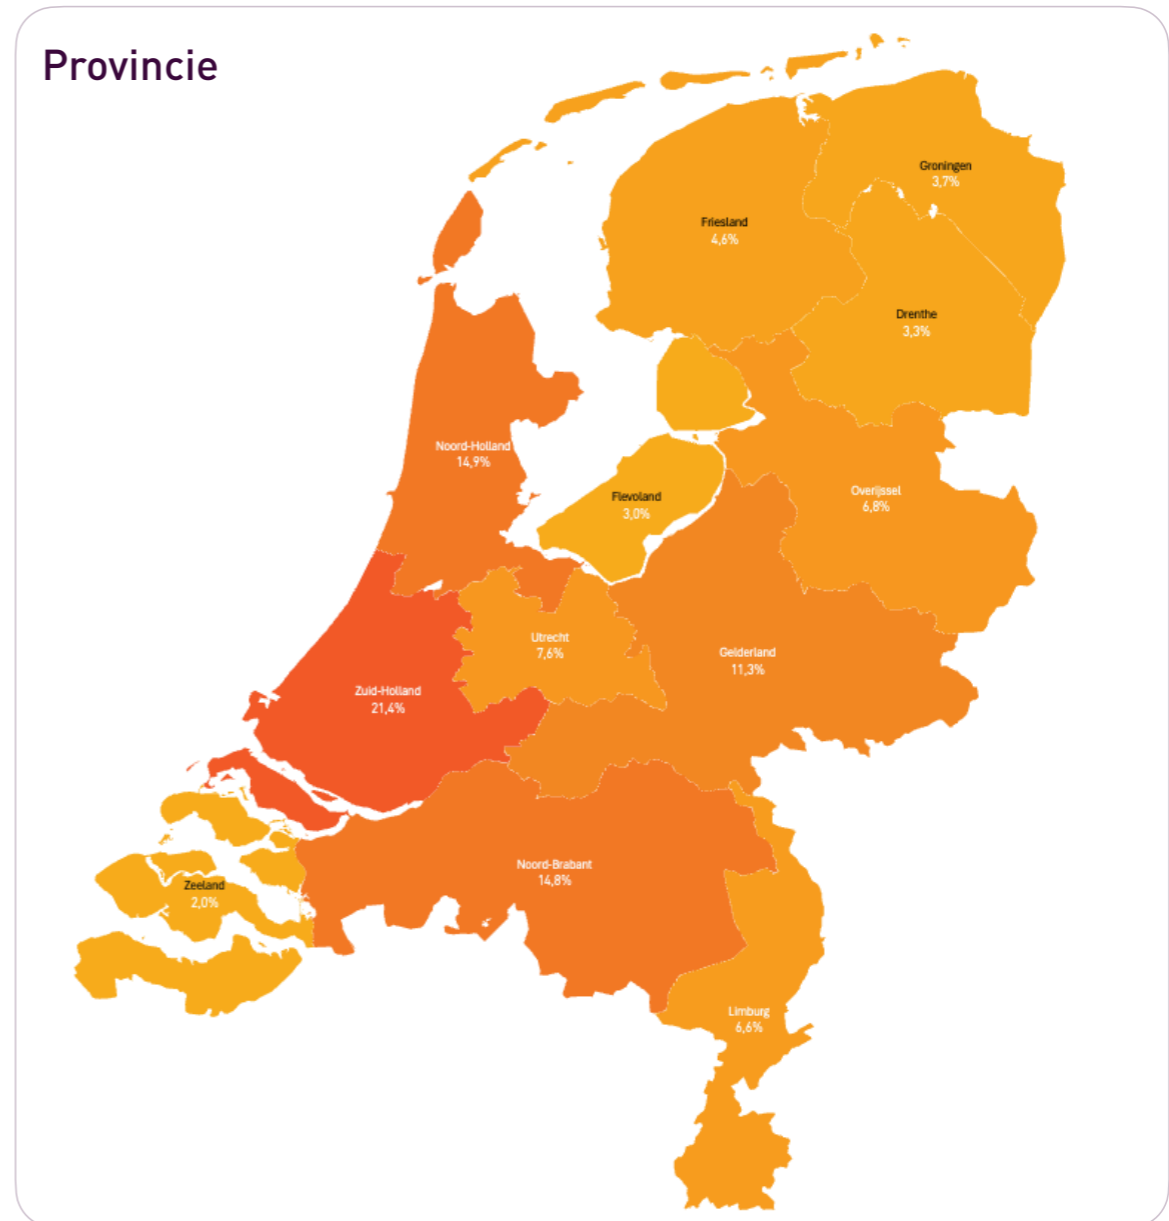 Provincie
Groningen
3,7%
Friesland
4,6%
Drenthe
3,3%
Noord-Holland
14,9%
Flevoland
3,0%
Overijssel
6,8%
Utrecht
7,6%
Gelderland
11,3%
Zuid-Holland
21,4%
Noord-Brabant
14,8%
Zeeland
2,0%
Limburg
6,6%